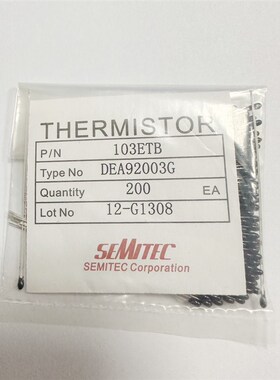 THERMISTOR
P/N 103ETB
Type No DEA92003G
Quantity 200 EA
Lot No 12-G1308
SEMITEC
SEMITEC Corporation